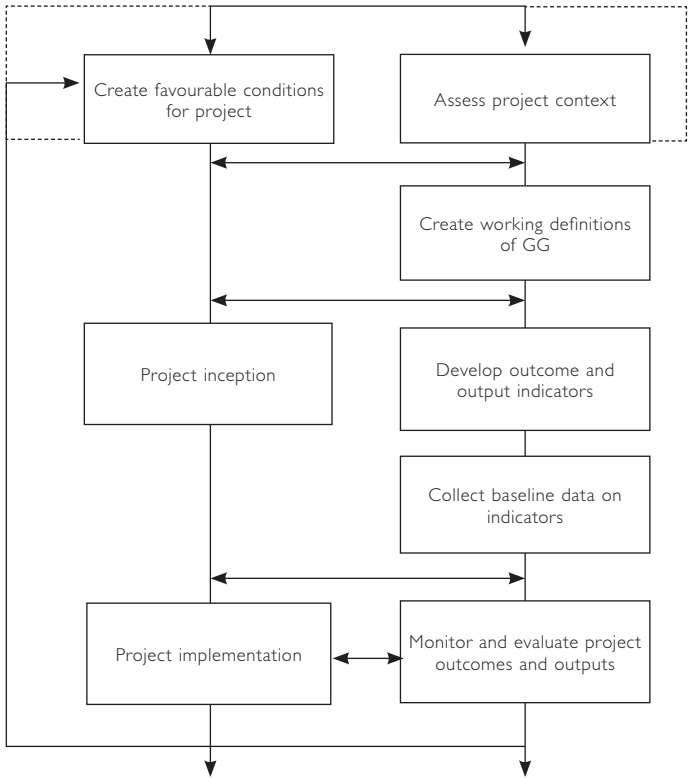 Create favourable conditions
for project
Assess project context
Create working definitions
of GG
Project inception
Develop outcome and
output indicators
Collect baseline data on
indicators
Project implementation
Monitor and evaluate project
outcomes and outputs